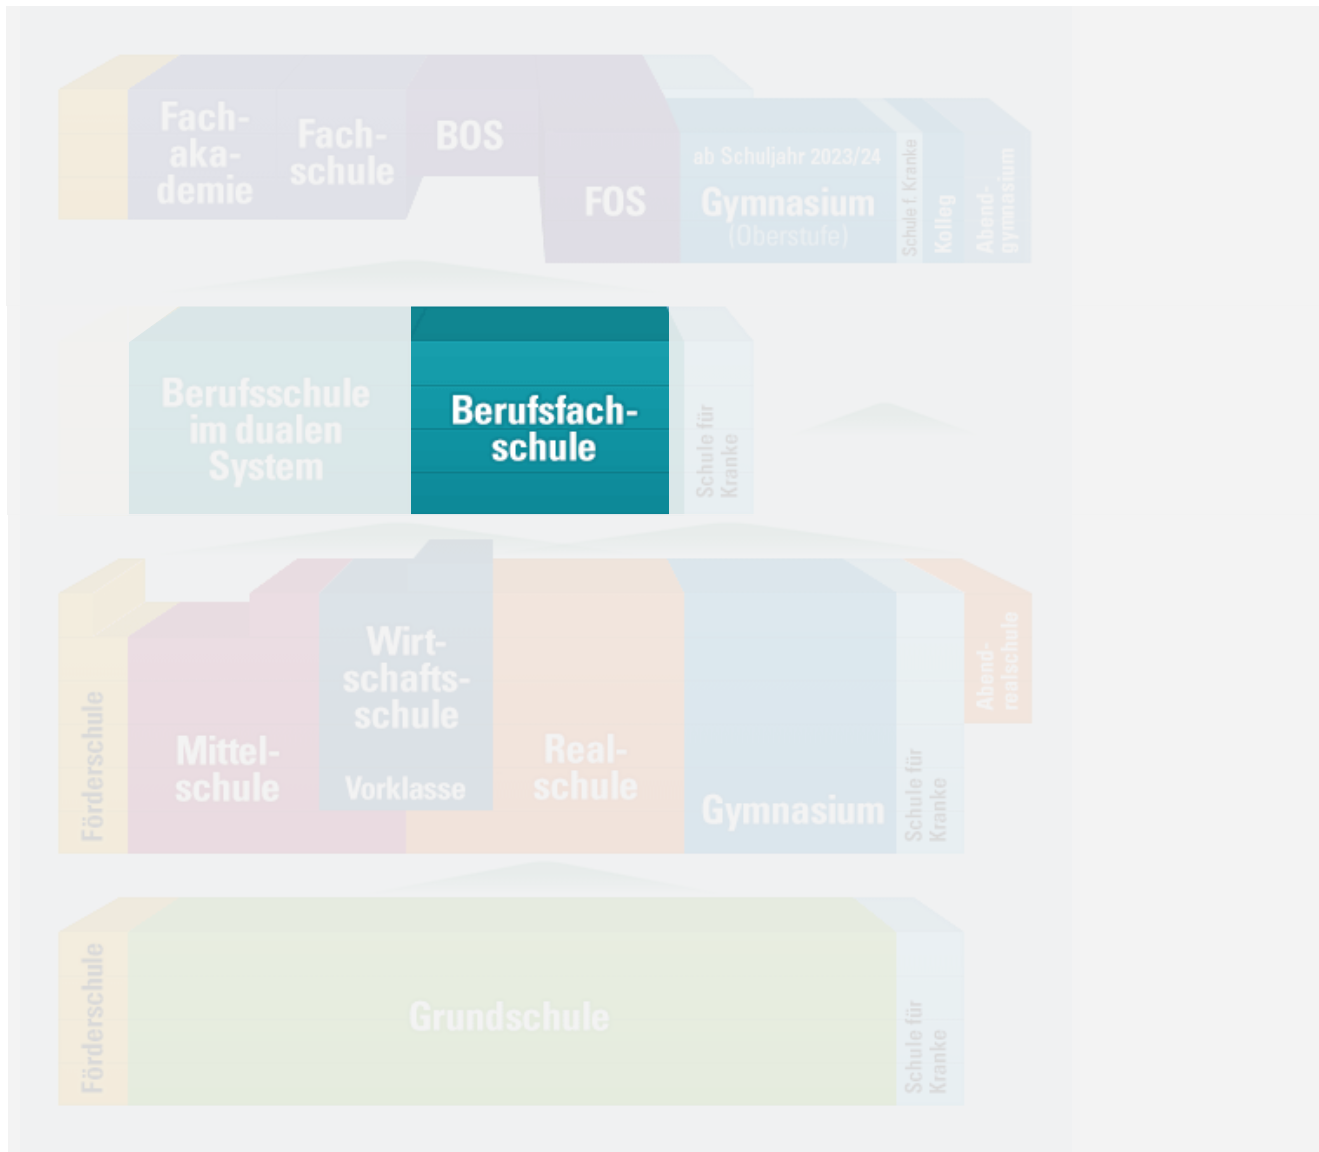 Fach-
aka-
demie
Fach-
schule
BOS
FOS
ab Schuljahr 2023/24
Gymnasium
(Oberstufe)
Schule f. Kranke
Kolleg
Abend-
gymnasium
Berufsschule
im dualen
System
Berufsfach-
schule
Schule für
Kranke
Förderschule
Mittel-
schule
Wirt-
schafts-
schule
Vorklasse
Real-
schule
Gymnasium
Schule für
Kranke
Abend-
realschule
Förderschule
Grundschule
Schule für
Kranke